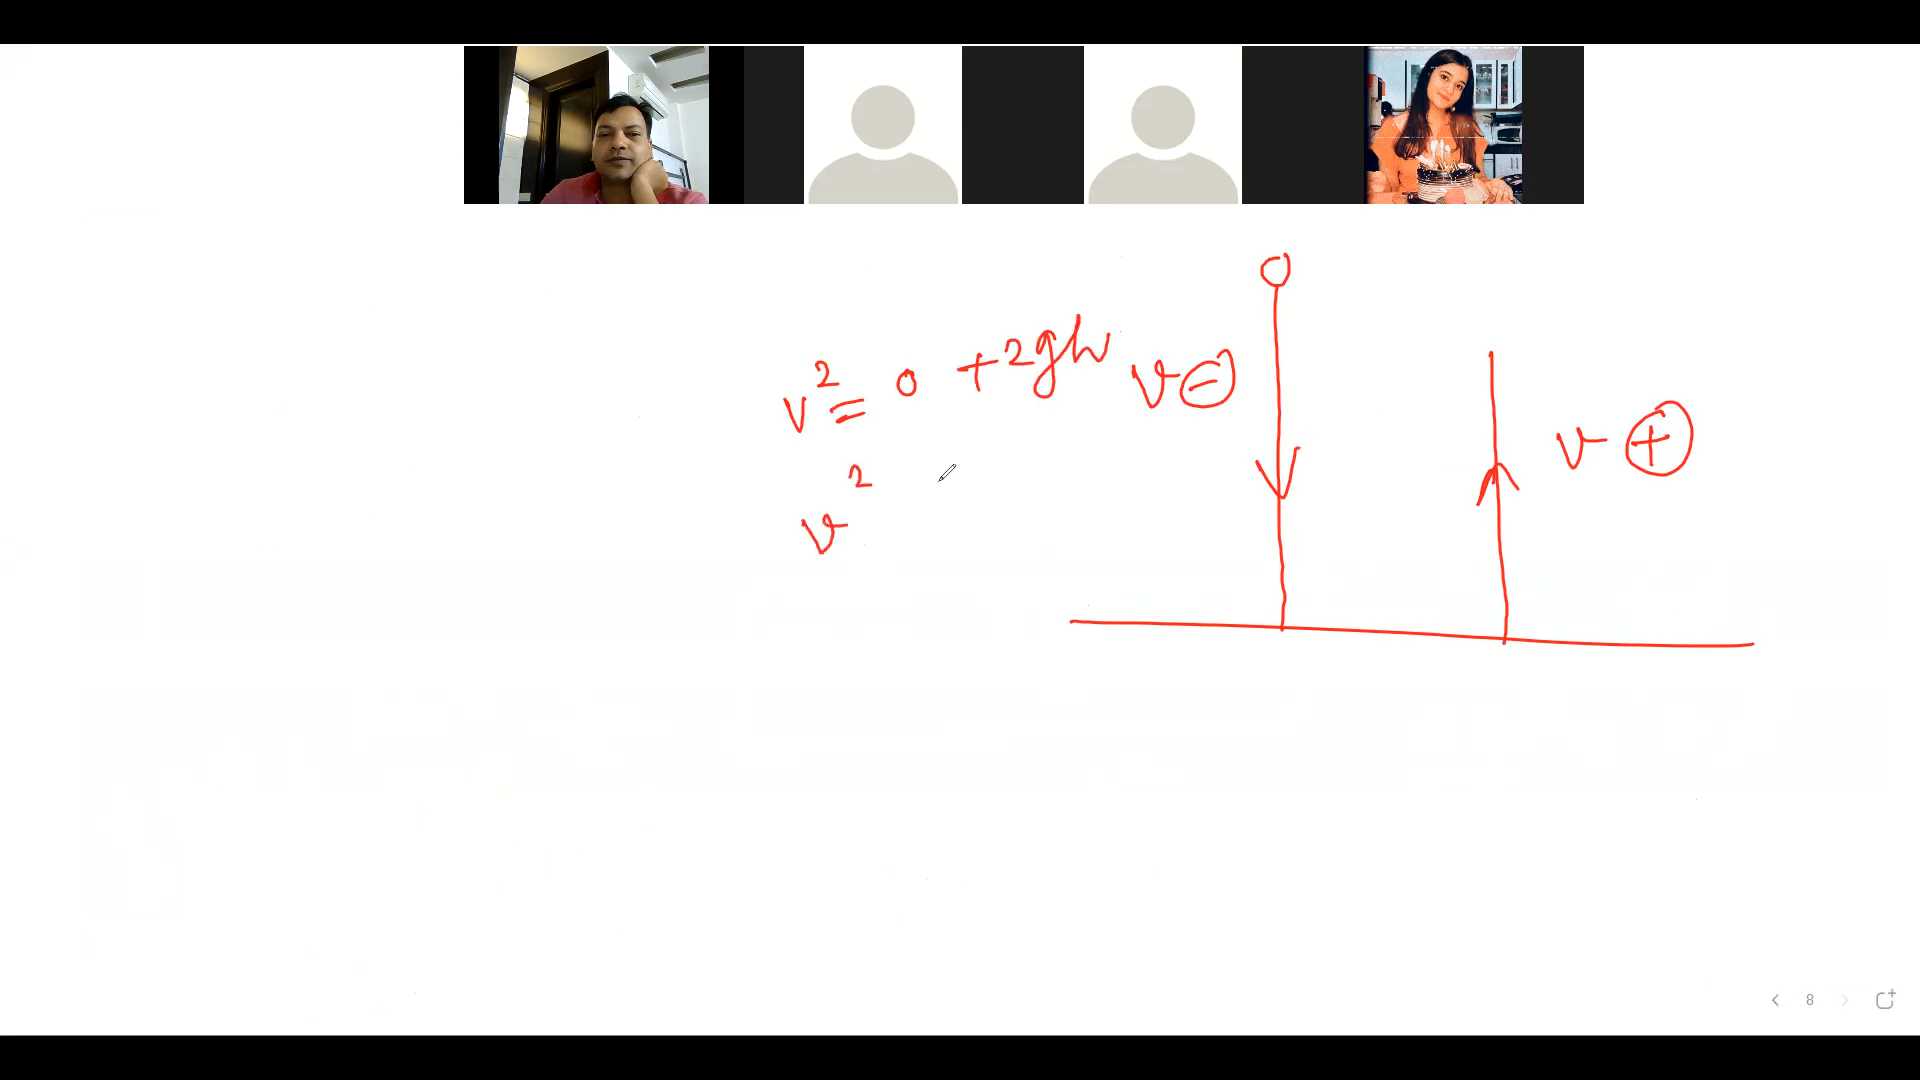 v² = 0 + 2gh
v²
v -
v +
8